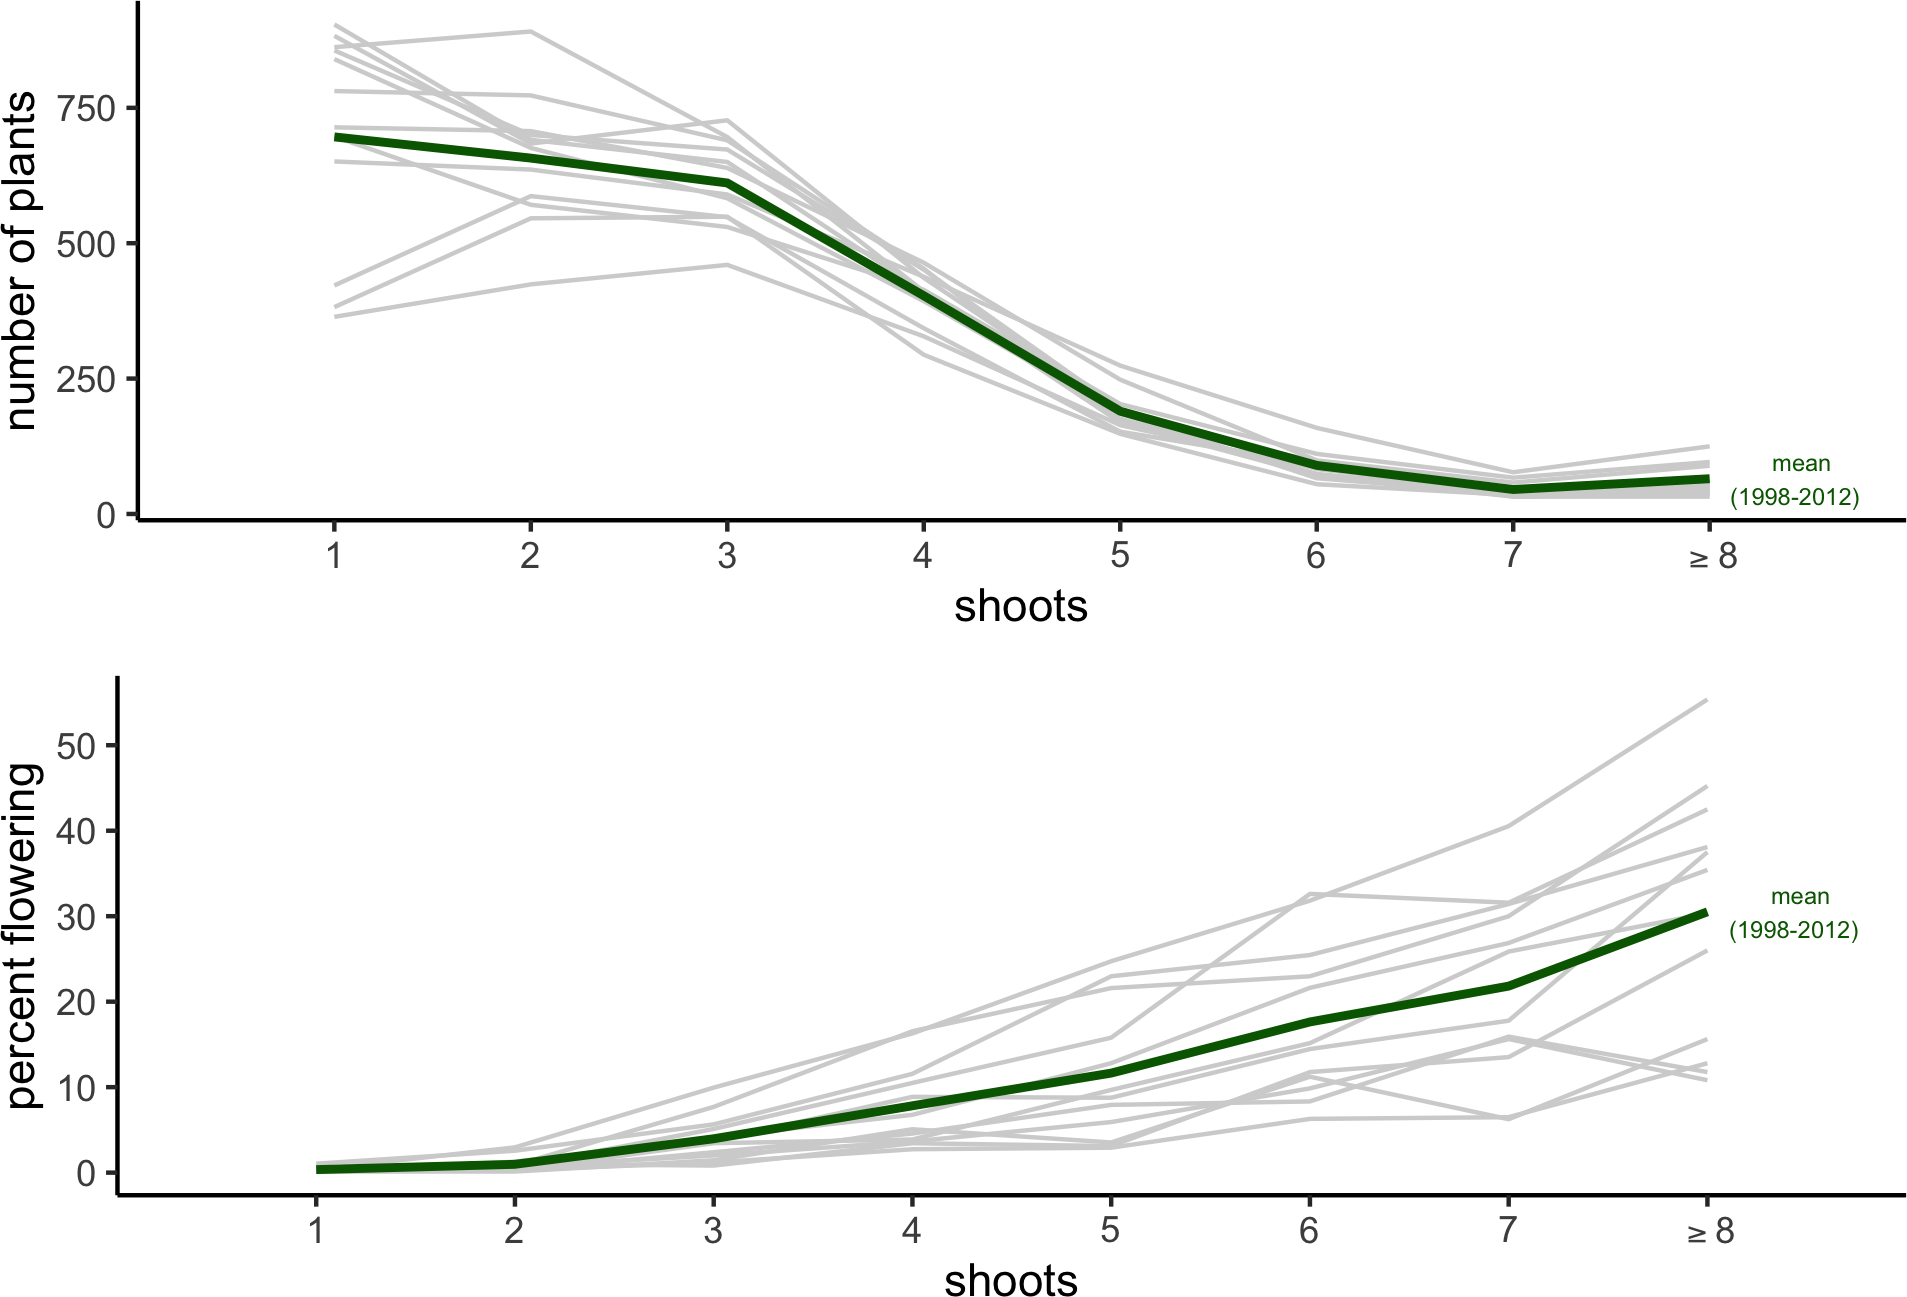 number of plants
750
500
250
0
mean
(1998-2012)
1 2 3 4 5 6 7 ≥ 8
shoots
percent flowering
50
40
30
20
10
0
mean
(1998-2012)
1 2 3 4 5 6 7 ≥ 8
shoots